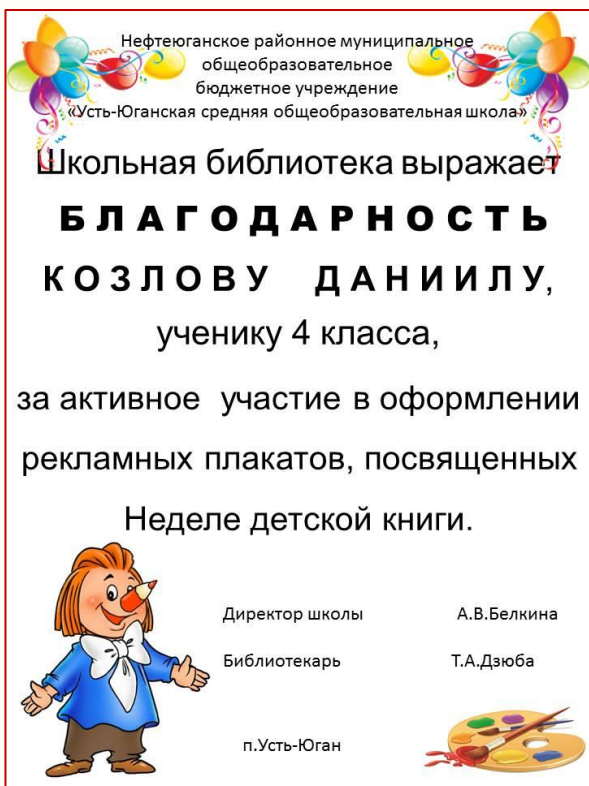 Нефтеюганское районное муниципальное
общеобразовательное
бюджетное учреждение
«Усть-Юганская средняя общеобразовательная школа»
Школьная библиотека выражает
БЛАГОДАРНОСТЬ
КОЗЛОВУ ДАНИИЛУ,
ученику 4 класса,
за активное участие в оформлении
рекламных плакатов, посвященных
Неделе детской книги.
Директор школы А.В.Белкина
Библиотекарь Т.А.Дзюба
п.Усть-Юган